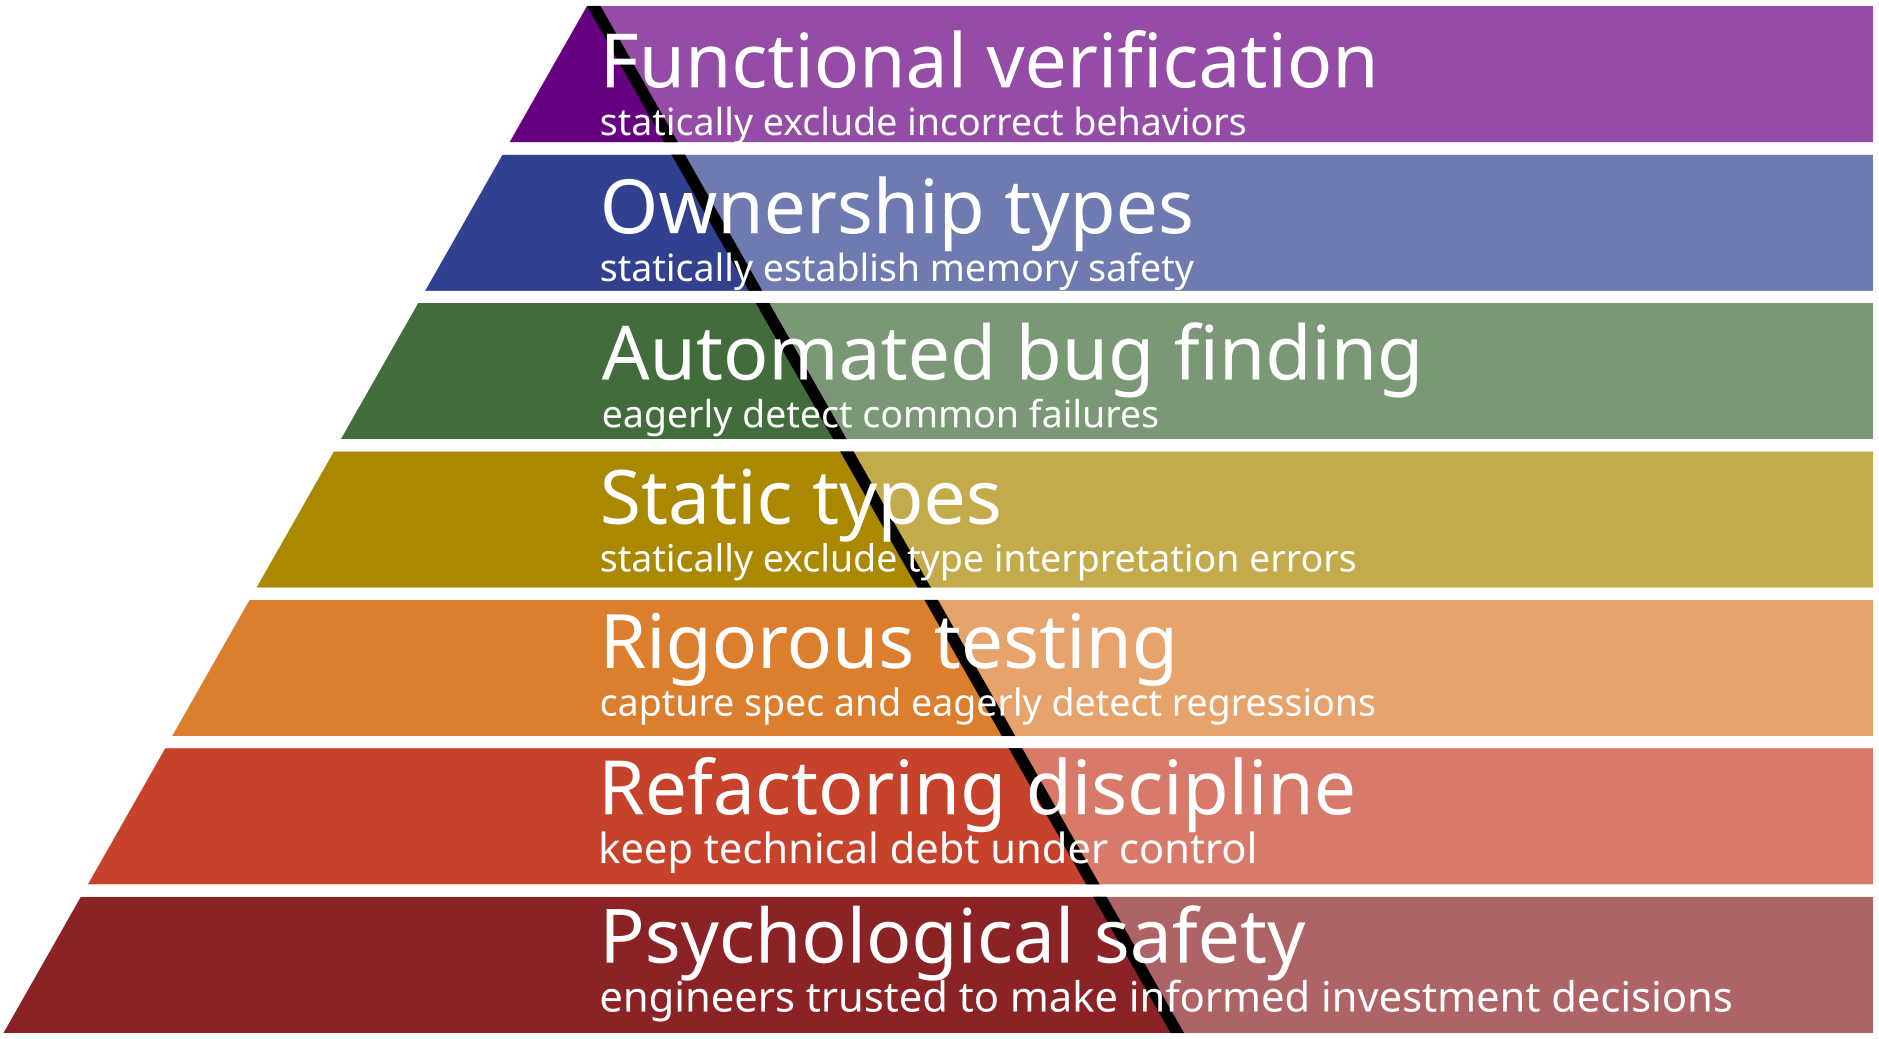 Functional verification
statically exclude incorrect behaviors
Ownership types
statically establish memory safety
Automated bug finding
eagerly detect common failures
Static types
statically exclude type interpretation errors
Rigorous testing
capture spec and eagerly detect regressions
Refactoring discipline
keep technical debt under control
Psychological safety
engineers trusted to make informed investment decisions